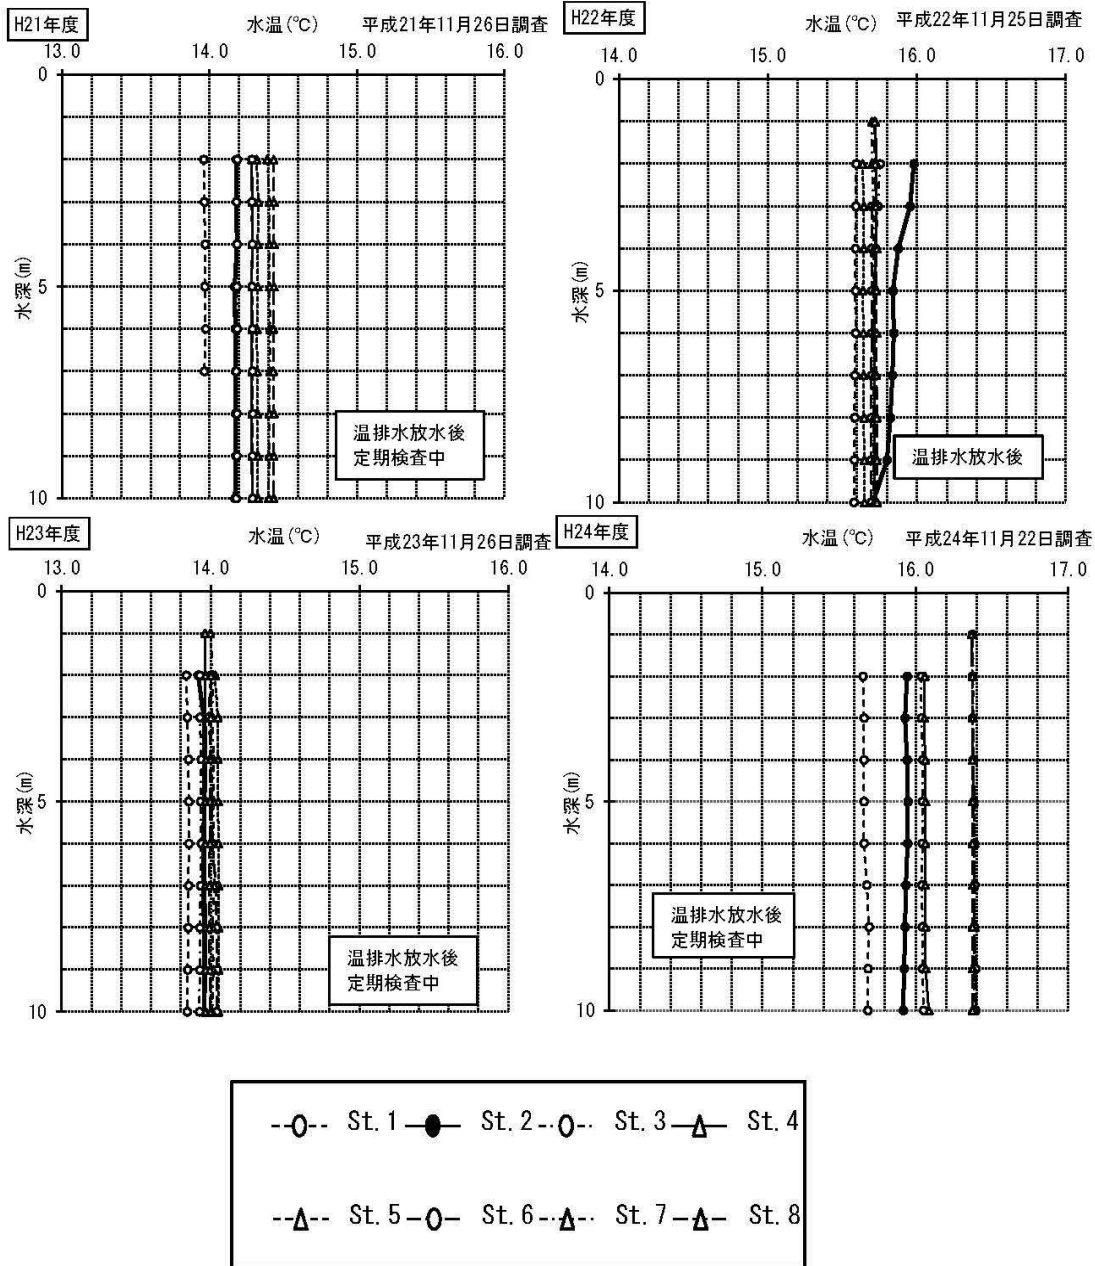 H21年度
水温(℃)
平成21年11月26日調査
13.0 14.0 15.0 16.0
0
5
10
水深(m)
温排水放水後
定期検査中
H22年度
水温(℃)
平成22年11月25日調査
14.0 15.0 16.0 17.0
0
5
10
水深(m)
温排水放水後
H23年度
水温(℃)
平成23年11月26日調査
13.0 14.0 15.0 16.0
0
5
10
水深(m)
温排水放水後
定期検査中
H24年度
水温(℃)
平成24年11月22日調査
14.0 15.0 16.0 17.0
0
5
10
水深(m)
温排水放水後
定期検査中
St.1 St.2 St.3 St.4
St.5 St.6 St.7 St.8